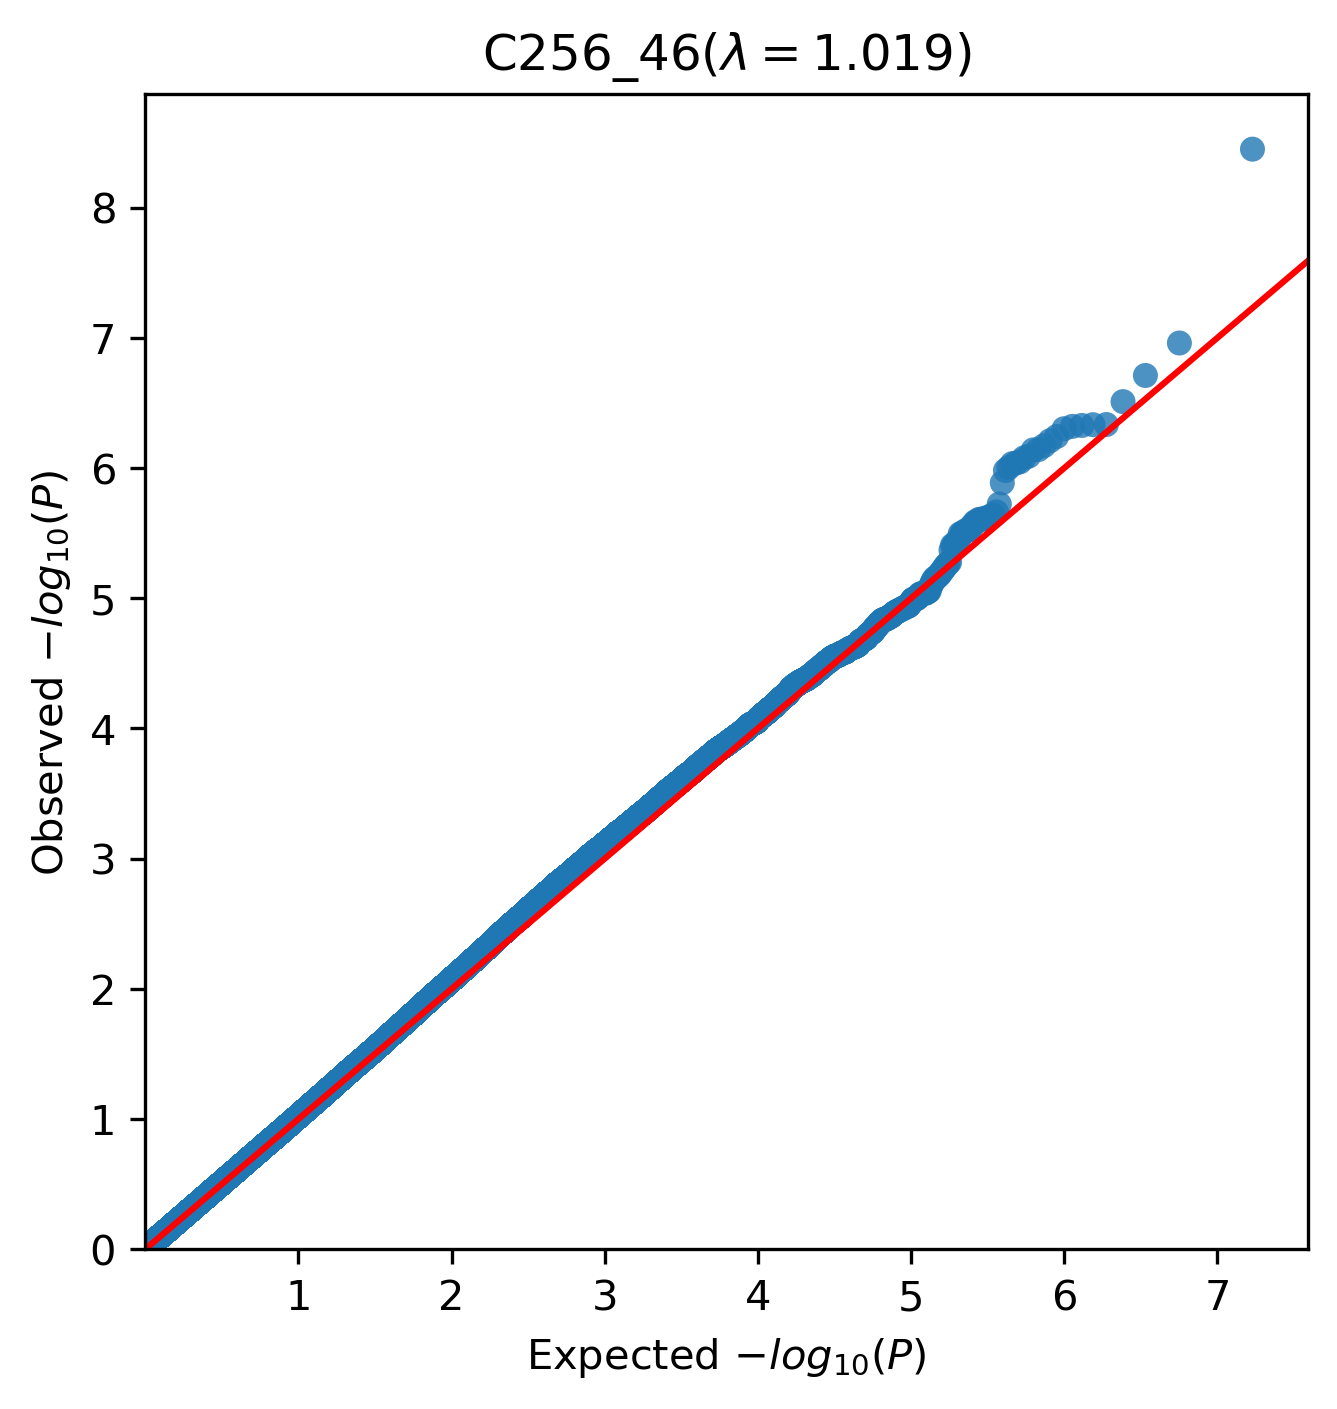 C256_46(λ = 1.019)
8
7
6
5
4
3
2
1
0
Observed −log10(P)
1 2 3 4 5 6 7
Expected −log10(P)